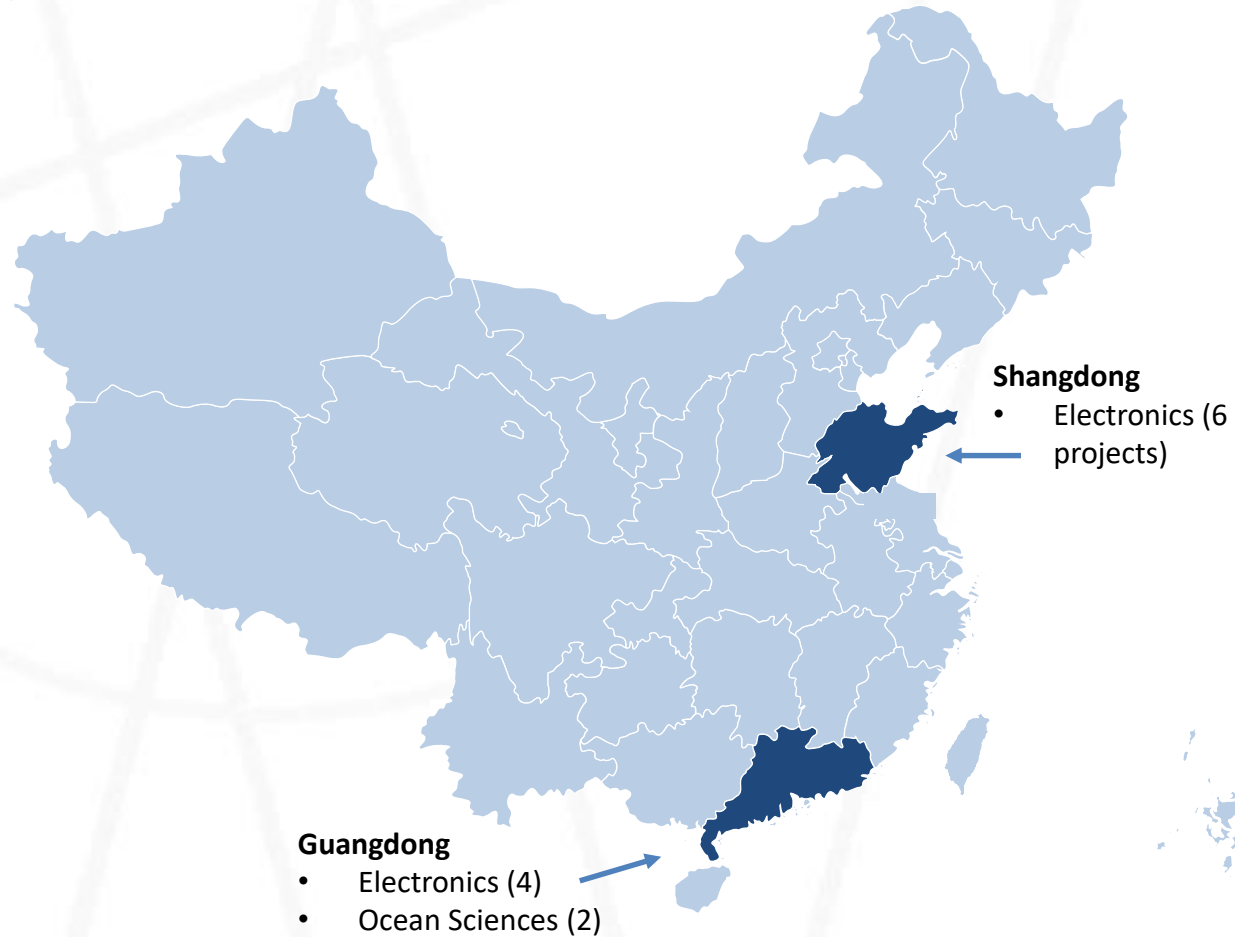 Shangdong
• Electronics (6
projects)
Guangdong
• Electronics (4)
• Ocean Sciences (2)